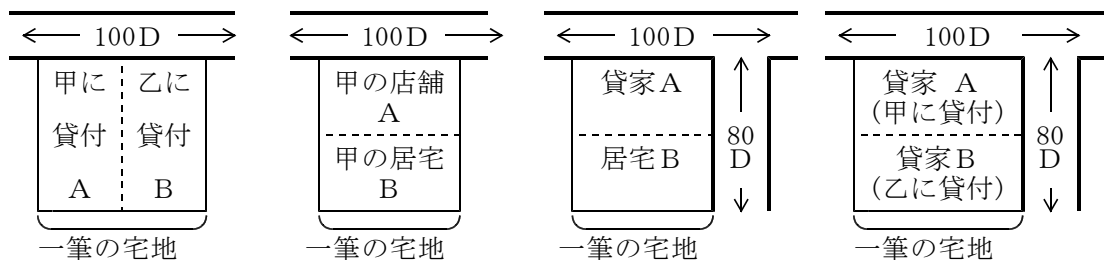 100D
甲に 乙に
貸付 貸付
A B
一筆の宅地
100D
甲の店舗
A
甲の居宅
B
一筆の宅地
100D
貸家A
居宅B
80
D
一筆の宅地
100D
貸家 A
(甲に貸付)
貸家B
(乙に貸付)
80
D
一筆の宅地